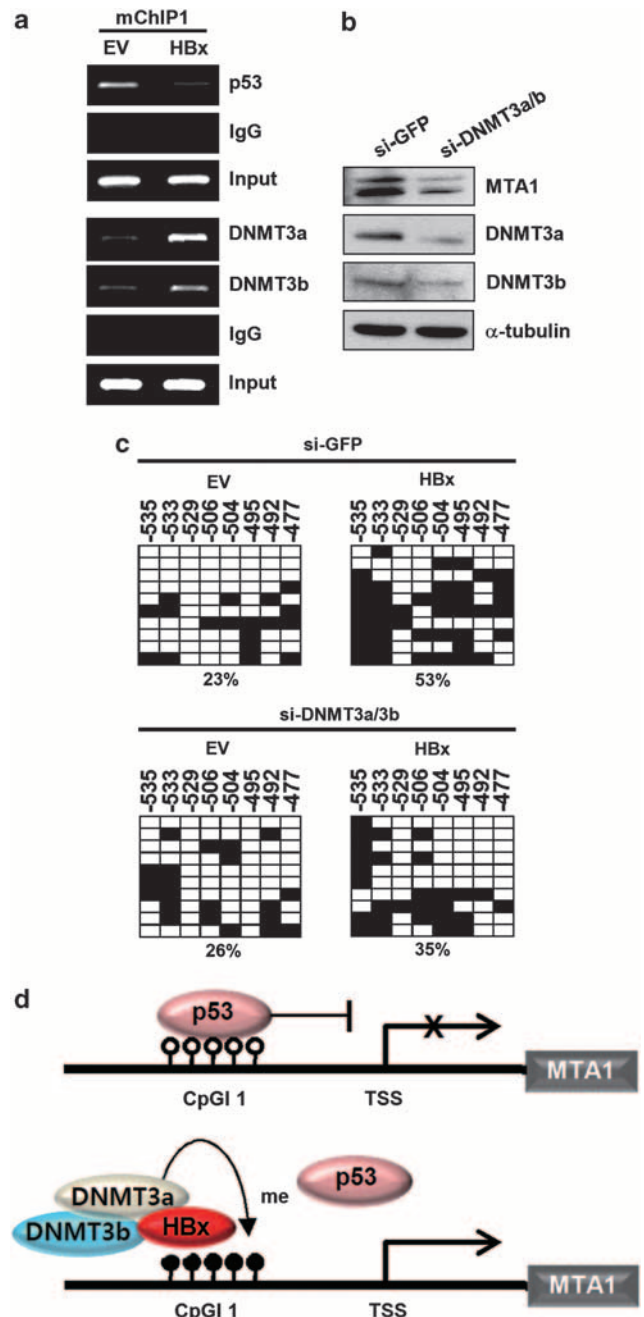 a
mChIP1
EV HBx
p53
IgG
Input
DNMT3a
DNMT3b
IgG
Input
b
si-GFP si-DNMT3a/b
MTA1
DNMT3a
DNMT3b
α-tubulin
c
si-GFP
EV HBx
-535 -533 -529 -506 -504 -495 -492 -477 -535 -533 -529 -506 -504 -495 -492 -477
23% 53%
si-DNMT3a/3b
EV HBx
-535 -533 -529 -506 -504 -495 -492 -477 -535 -533 -529 -506 -504 -495 -492 -477
26% 35%
d
p53
X
MTA1
CpGI 1 TSS
DNMT3a
me p53
DNMT3b HBx
MTA1
CpGI 1 TSS